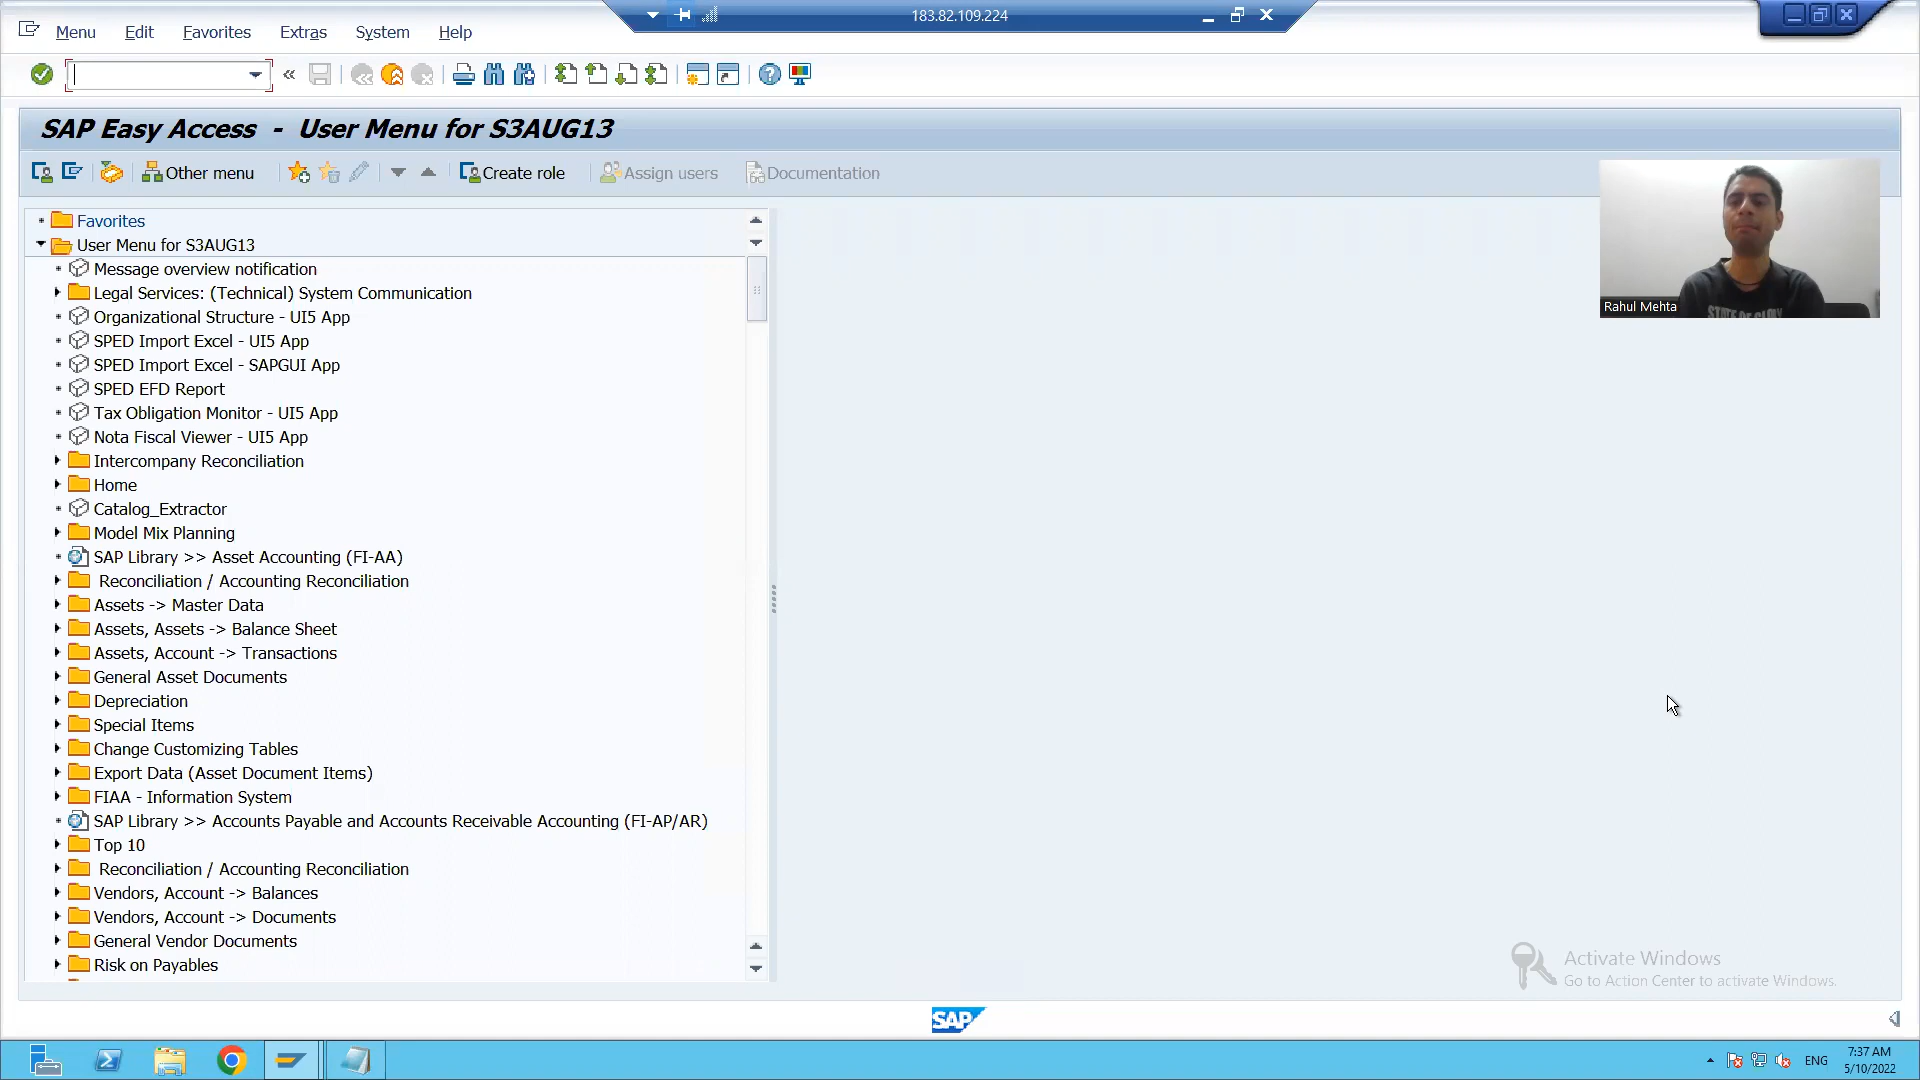 183.82.109.224
Menu Edit Favorites Extras System Help
SAP Easy Access - User Menu for S3AUG13
Other menu Create role Assign users Documentation
Favorites
User Menu for S3AUG13
Message overview notification
Legal Services: (Technical) System Communication
Organizational Structure - UI5 App
SPED Import Excel - UI5 App
SPED Import Excel - SAPGUI App
SPED EFD Report
Tax Obligation Monitor - UI5 App
Nota Fiscal Viewer - UI5 App
Intercompany Reconciliation
Home
Catalog_Extractor
Model Mix Planning
SAP Library >> Asset Accounting (FI-AA)
Reconciliation / Accounting Reconciliation
Assets -> Master Data
Assets, Assets -> Balance Sheet
Assets, Account -> Transactions
General Asset Documents
Depreciation
Special Items
Change Customizing Tables
Export Data (Asset Document Items)
FIAA - Information System
SAP Library >> Accounts Payable and Accounts Receivable Accounting (FI-AP/AR)
Top 10
Reconciliation / Accounting Reconciliation
Vendors, Account -> Balances
Vendors, Account -> Documents
General Vendor Documents
Risk on Payables
Rahul Mehta
STATE OF GLORY
Activate Windows
Go to Action Center to activate Windows.
SAP
ENG
7:37 AM
5/10/2022